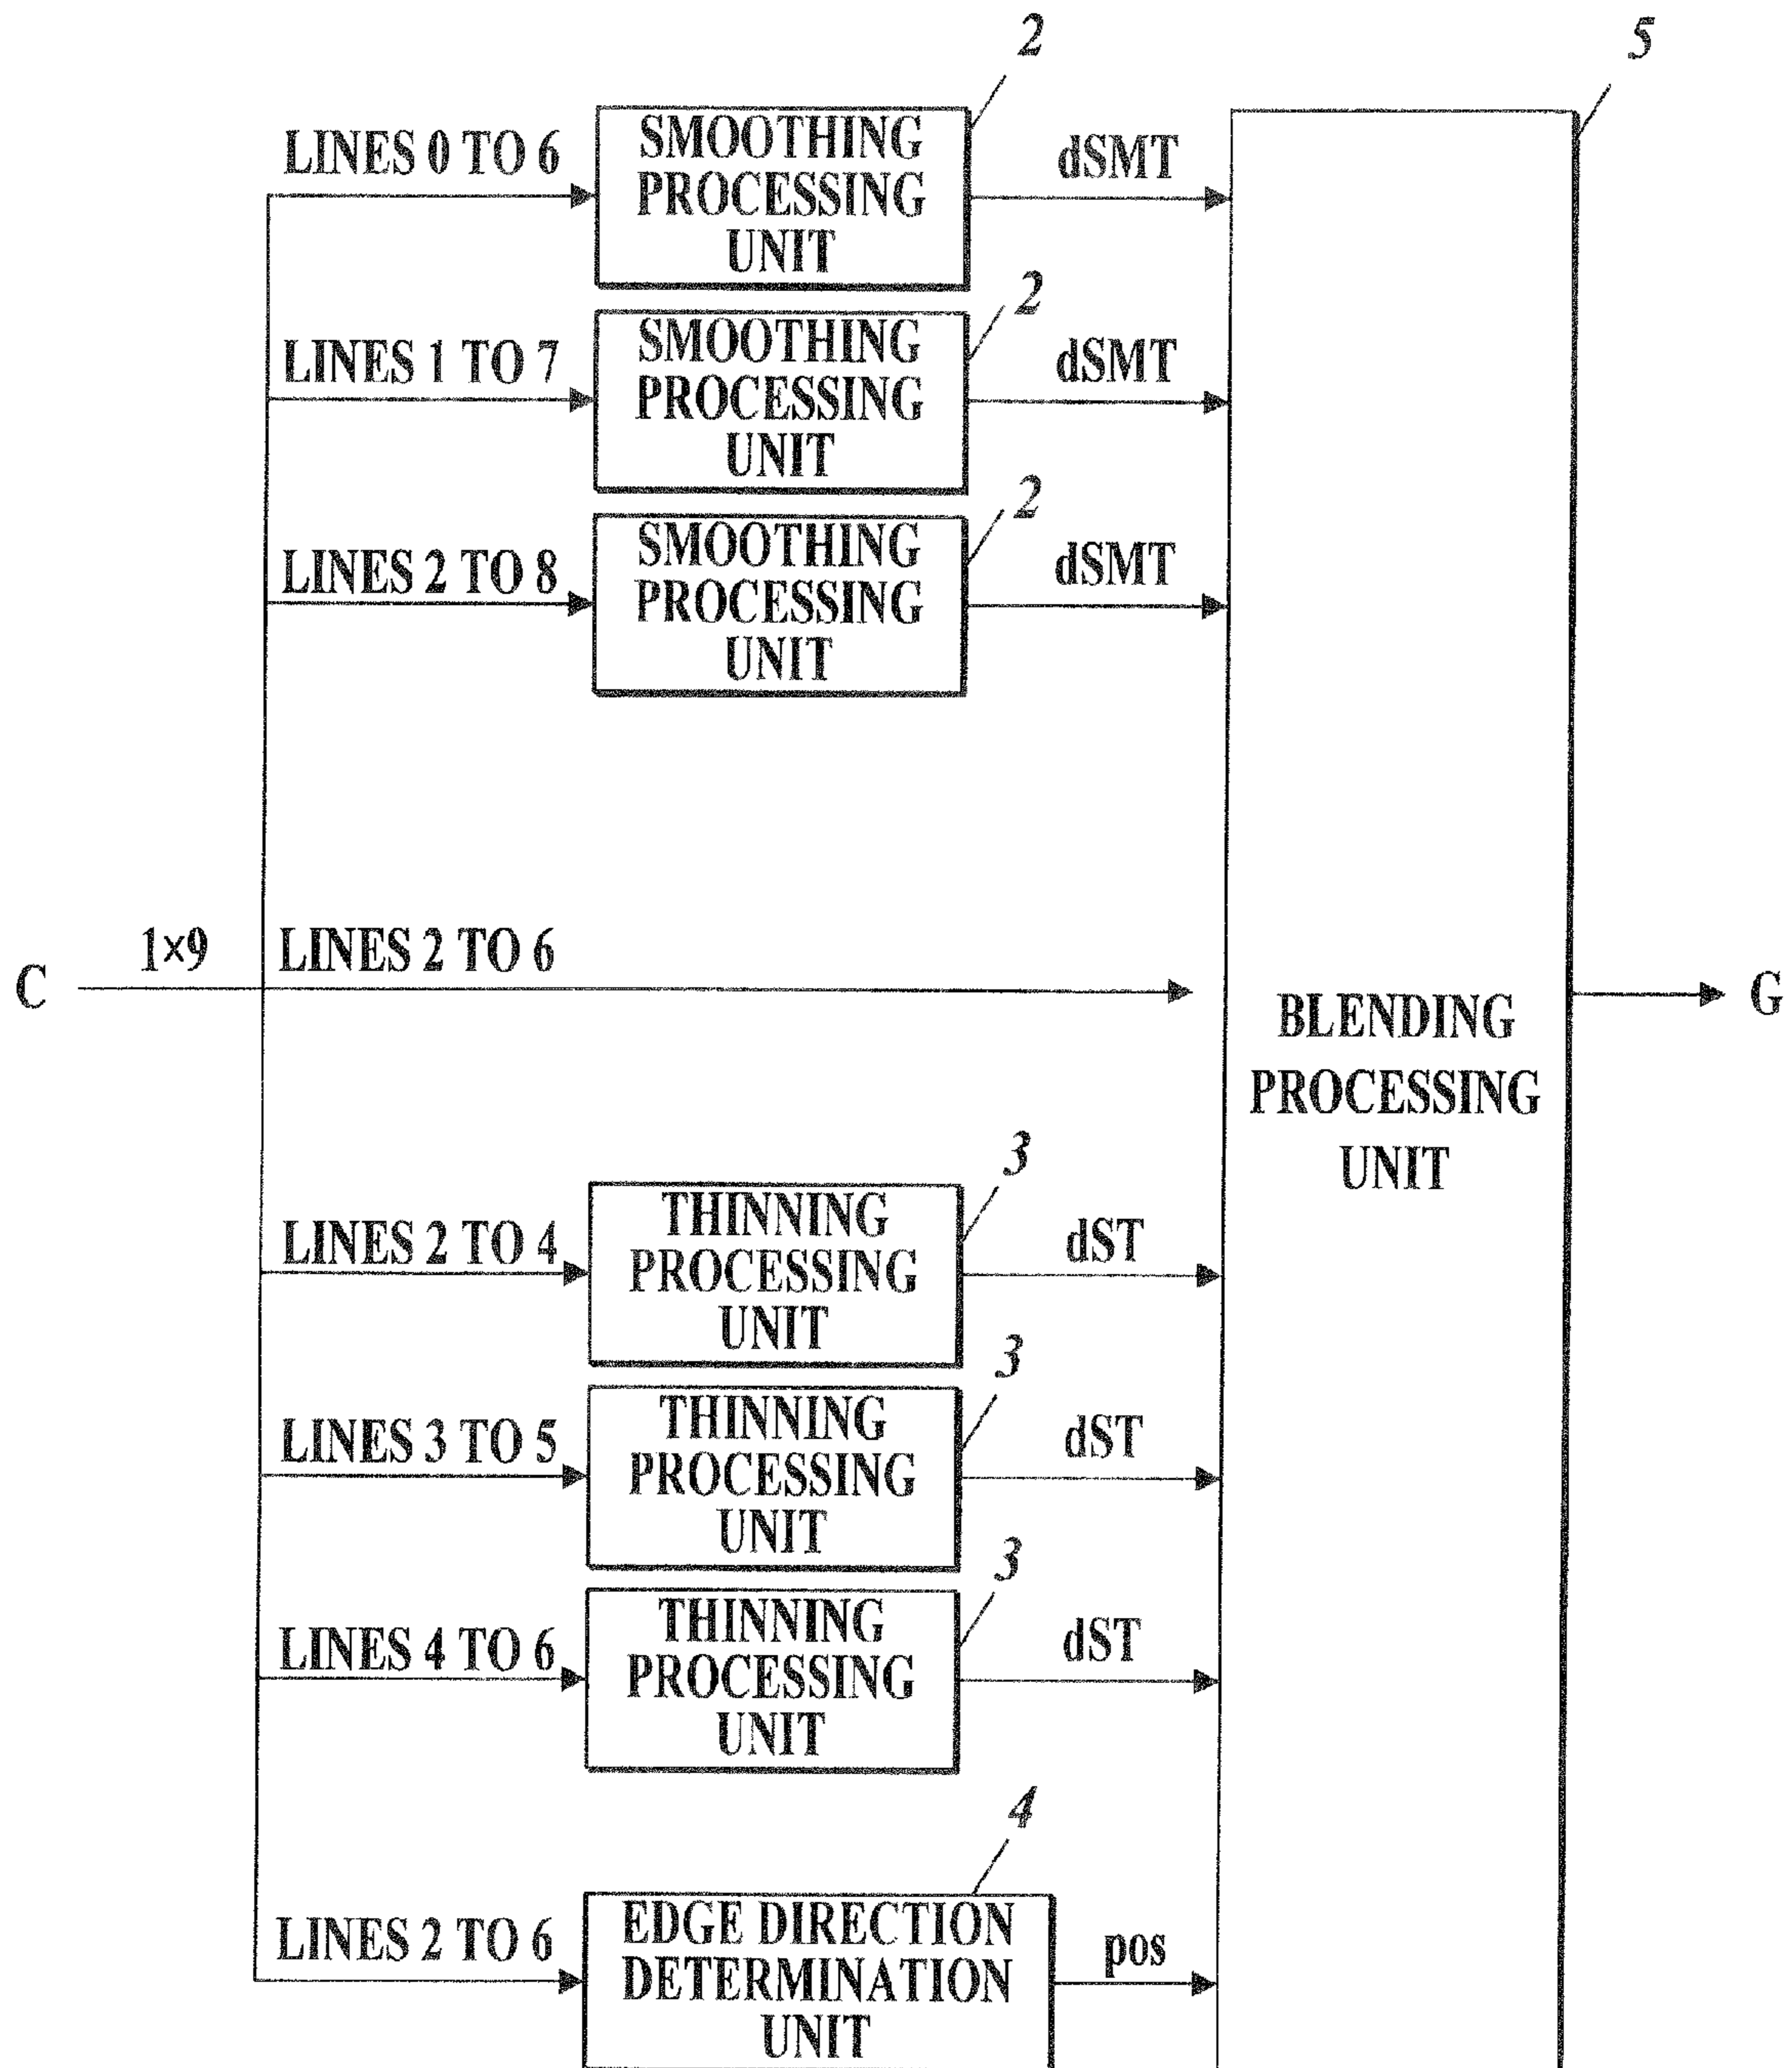 2
5
LINES 0 TO 6
SMOOTHING
PROCESSING
UNIT
dSMT
2
LINES 1 TO 7
SMOOTHING
PROCESSING
UNIT
dSMT
2
LINES 2 TO 8
SMOOTHING
PROCESSING
UNIT
dSMT
C
1×9
LINES 2 TO 6
BLENDING
PROCESSING
UNIT
G
3
LINES 2 TO 4
THINNING
PROCESSING
UNIT
dST
3
LINES 3 TO 5
THINNING
PROCESSING
UNIT
dST
3
LINES 4 TO 6
THINNING
PROCESSING
UNIT
dST
4
LINES 2 TO 6
EDGE DIRECTION
DETERMINATION
UNIT
pos